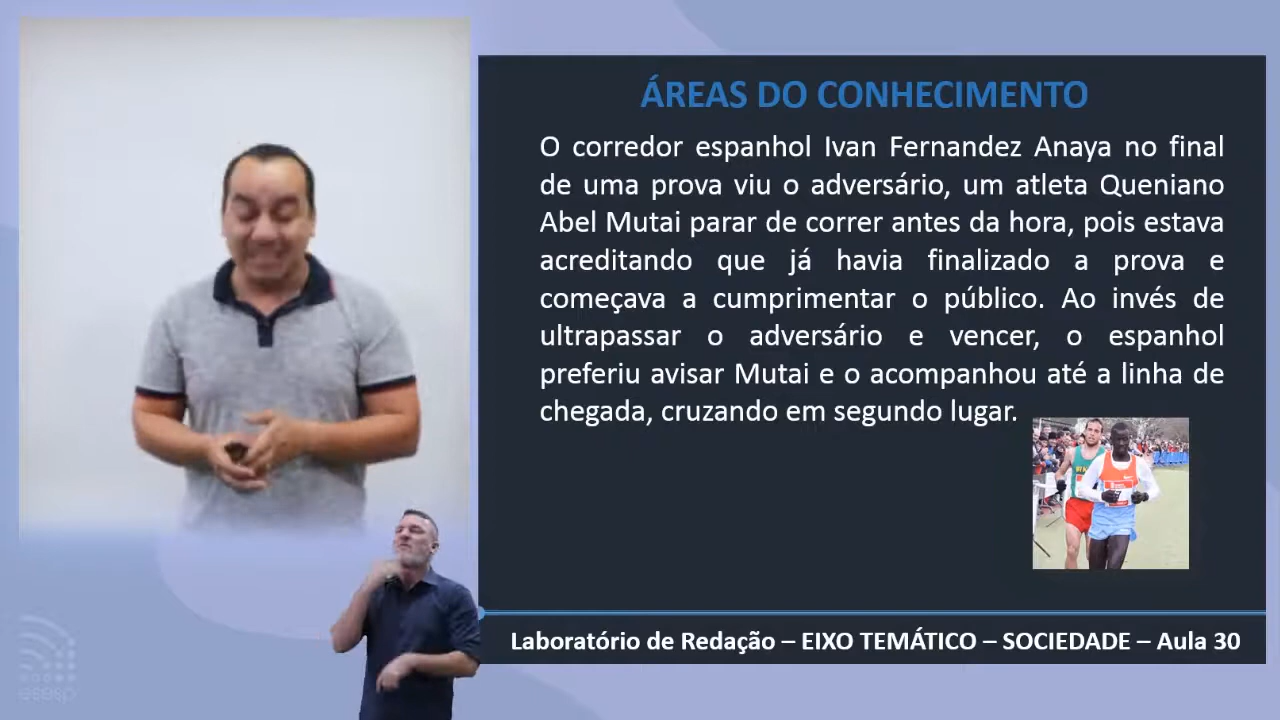 ÁREAS DO CONHECIMENTO
O corredor espanhol Ivan Fernandez Anaya no final
de uma prova viu o adversário, um atleta Queniano
Abel Mutai parar de correr antes da hora, pois estava
acreditando que já havia finalizado a prova e
começava a cumprimentar o público. Ao invés de
ultrapassar o adversário e vencer, o espanhol
preferiu avisar Mutai e o acompanhou até a linha de
chegada, cruzando em segundo lugar.
Laboratório de Redação – EIXO TEMÁTICO – SOCIEDADE – Aula 30
esesp